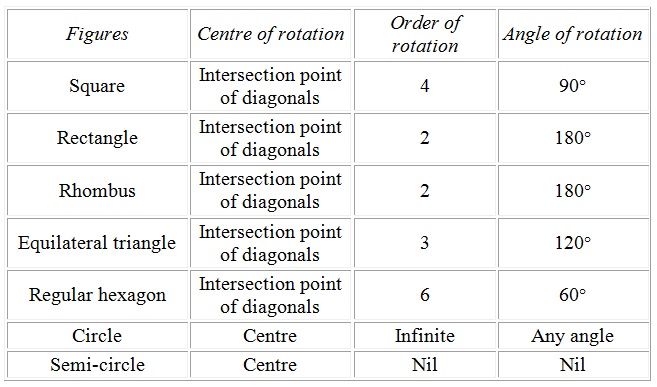 Figures Centre of rotation Order of rotation Angle of rotation
Square Intersection point of diagonals 4 90°
Rectangle Intersection point of diagonals 2 180°
Rhombus Intersection point of diagonals 2 180°
Equilateral triangle Intersection point of diagonals 3 120°
Regular hexagon Intersection point of diagonals 6 60°
Circle Centre Infinite Any angle
Semi-circle Centre Nil Nil